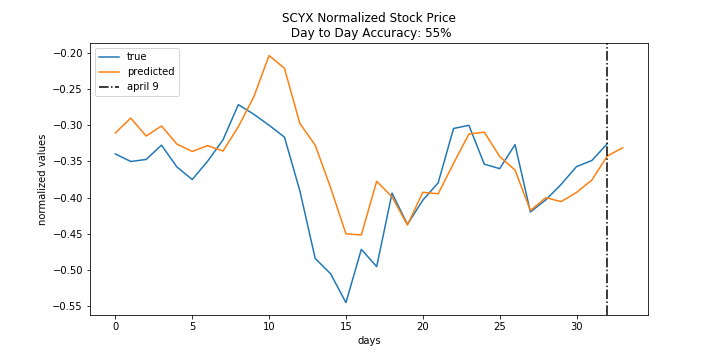 SCYX Normalized Stock Price
Day to Day Accuracy: 55%
true
predicted
april 9
normalized values
−0.20
−0.25
−0.30
−0.35
−0.40
−0.45
−0.50
−0.55
0 5 10 15 20 25 30
days